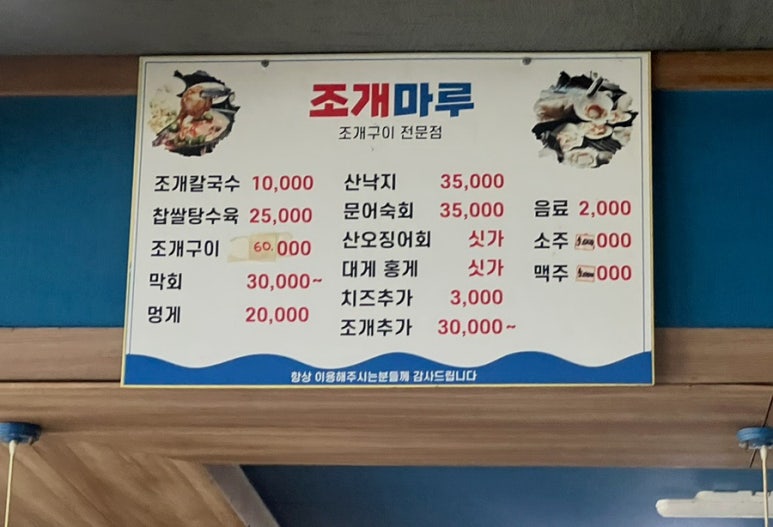 조개마루
조개구이 전문점
조개칼국수 10,000
찹쌀탕수육 25,000
조개구이 60.000
막회 30,000~
멍게 20,000
산낙지 35,000
문어숙회 35,000
산오징어회 싯가
대게 홍게 싯가
치즈추가 3,000
조개추가 30,000~
음료 2,000
소주
맥주
항상 이용해주시는분들께 감사드립니다